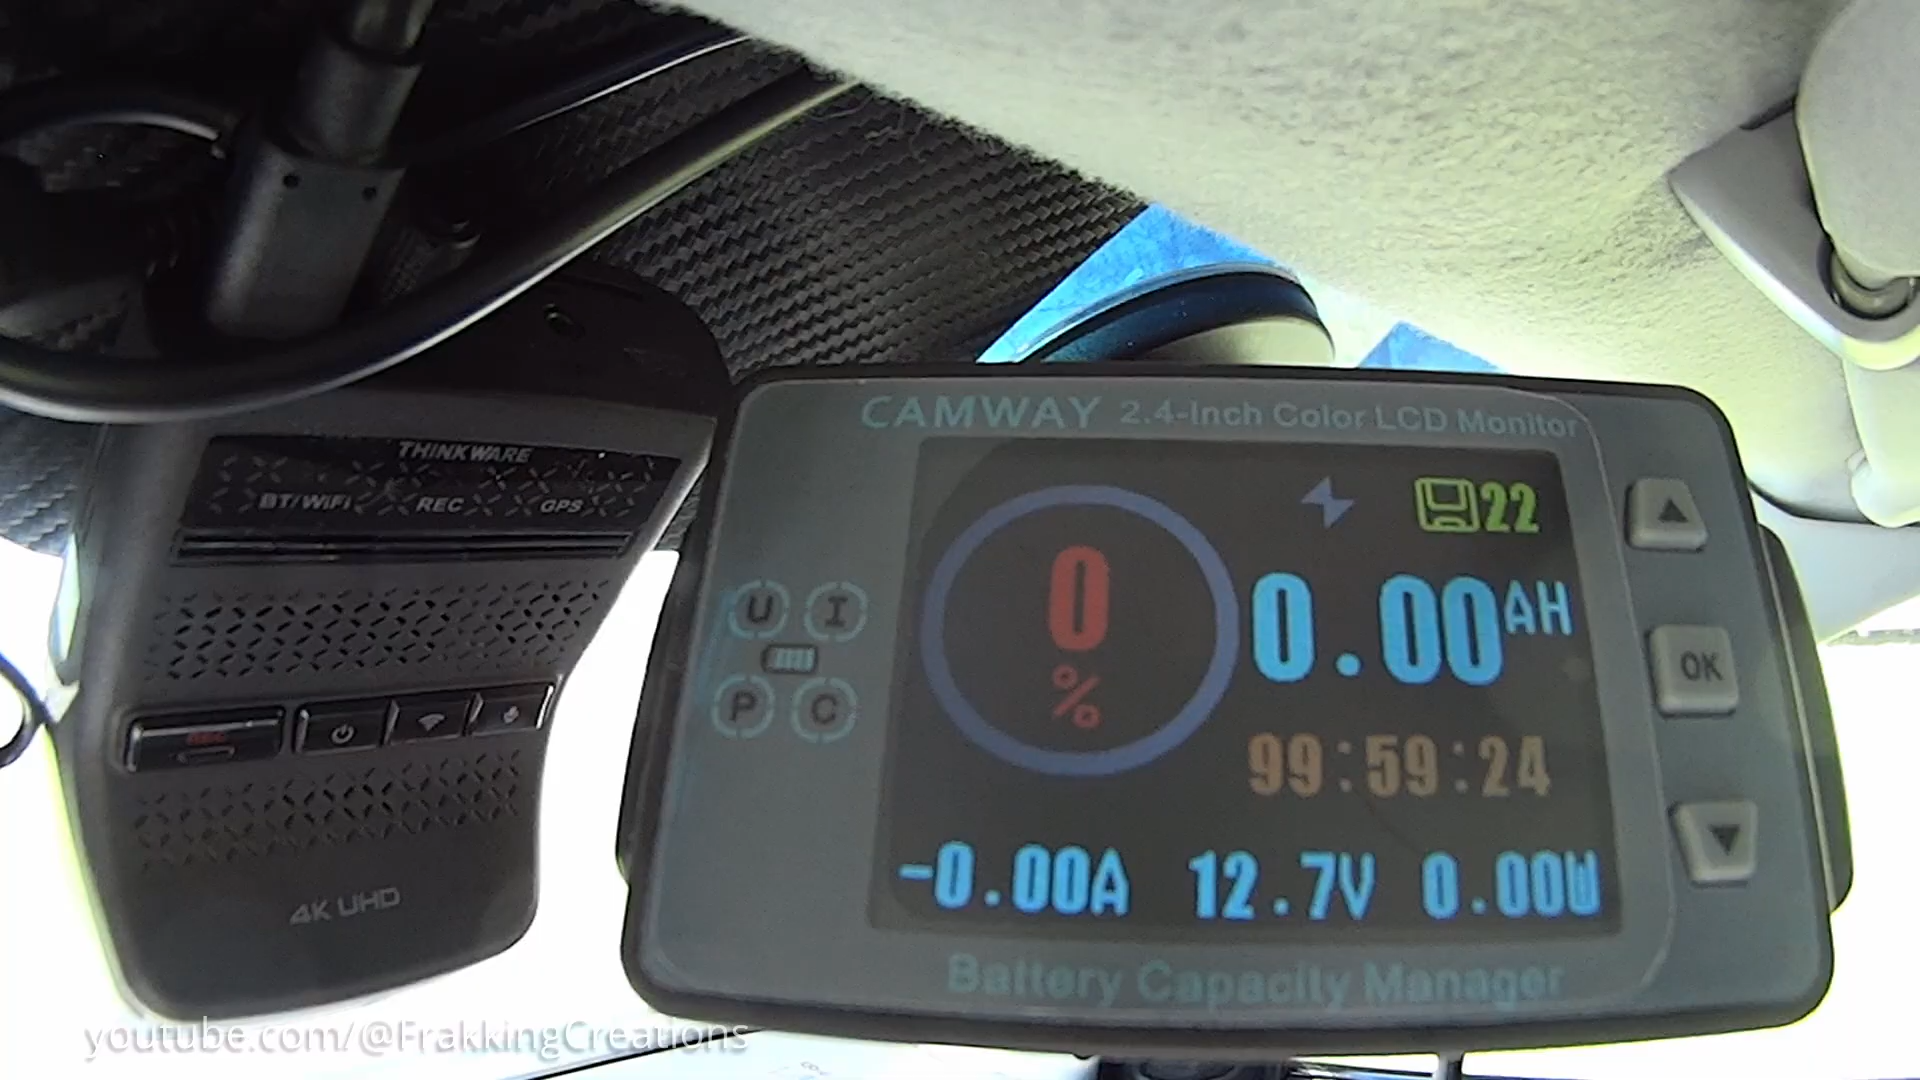 THINKWARE
BT/WiFi REC GPS
REC
4K UHD
CAMWAY 2.4-Inch Color LCD Monitor
22
0
%
0.00AH
99:59:24
-0.00A 12.7V 0.00W
U I
P C
OK
Battery Capacity Manager
youtube.com/@FrakkingCreations